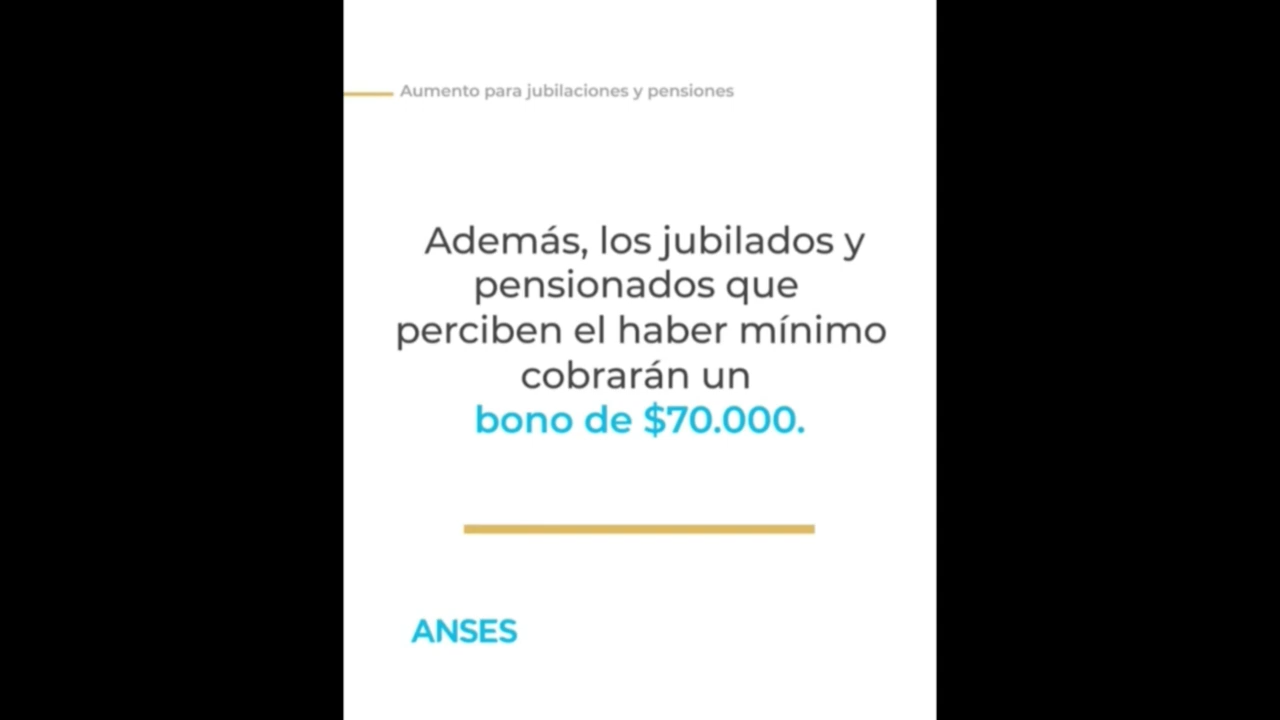 Aumento para jubilaciones y pensiones
Además, los jubilados y
pensionados que
perciben el haber mínimo
cobrarán un
bono de $70.000.
ANSES